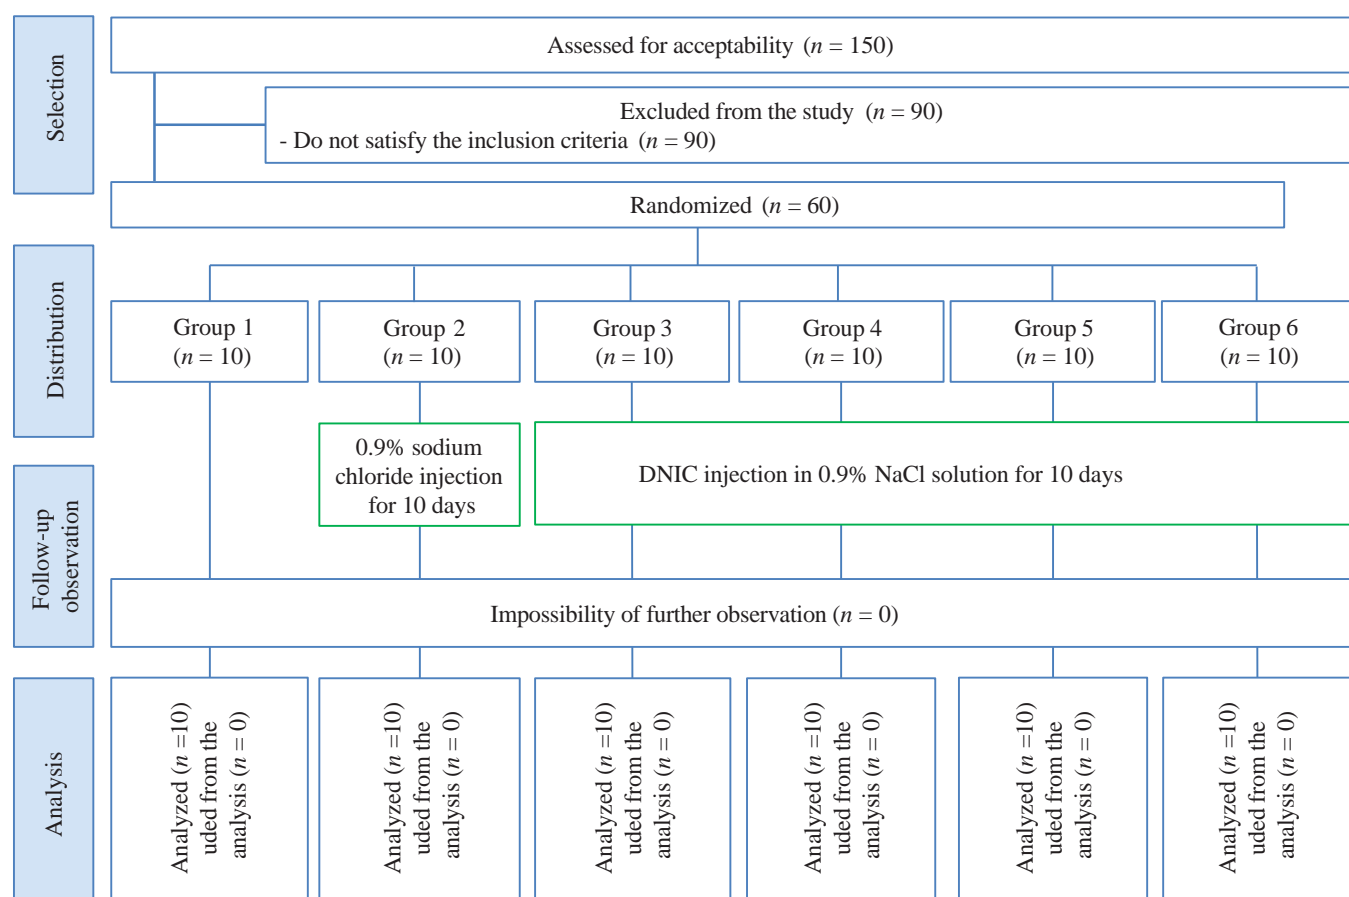 Selection
Assessed for acceptability (n = 150)
Excluded from the study (n = 90)
- Do not satisfy the inclusion criteria (n = 90)
Randomized (n = 60)
Distribution
Group 1
(n = 10)
Group 2
(n = 10)
Group 3
(n = 10)
Group 4
(n = 10)
Group 5
(n = 10)
Group 6
(n = 10)
Follow-up
observation
0.9% sodium
chloride injection
for 10 days
DNIC injection in 0.9% NaCl solution for 10 days
Impossibility of further observation (n = 0)
Analysis
Analyzed (n =10)
uded from the
analysis (n = 0)
Analyzed (n =10)
uded from the
analysis (n = 0)
Analyzed (n =10)
uded from the
analysis (n = 0)
Analyzed (n =10)
uded from the
analysis (n = 0)
Analyzed (n =10)
uded from the
analysis (n = 0)
Analyzed (n =10)
uded from the
analysis (n = 0)